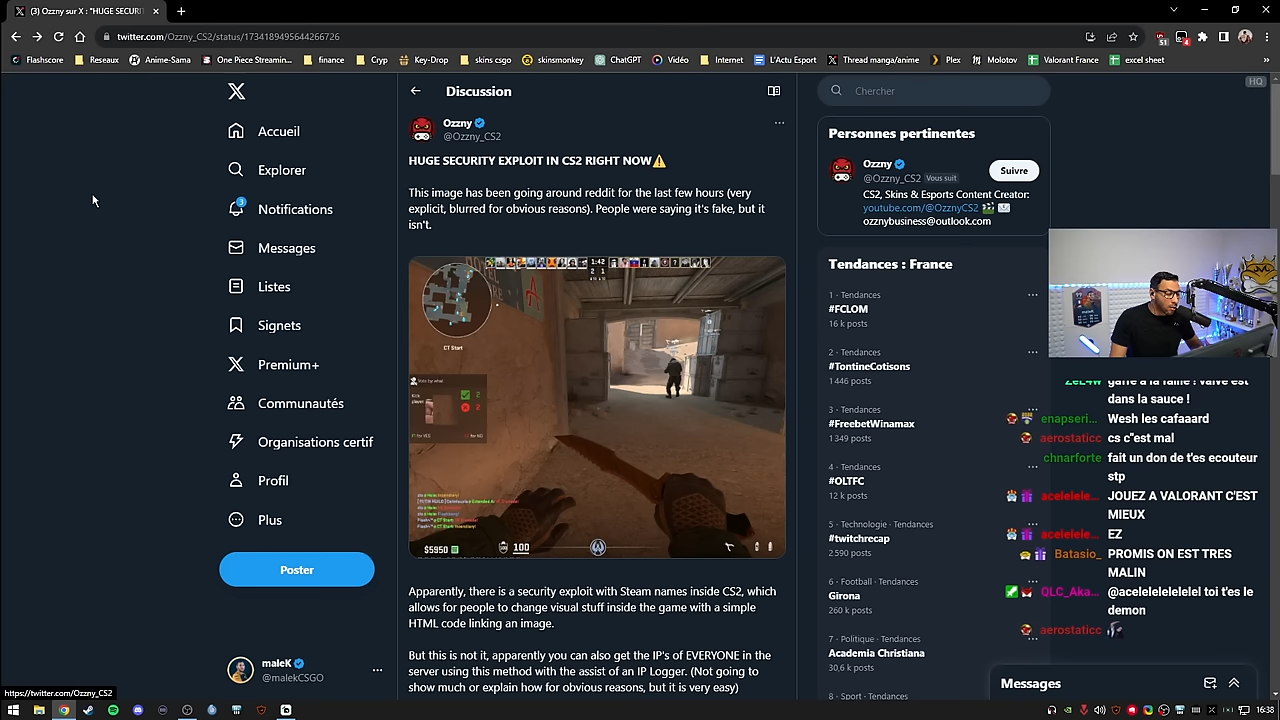 (3) Ozzny sur X : "HUGE SECURI
twitter.com/Ozzny_CS2/status/1734189495644266726
Flashscore
Reseaux
Anime-Sama
One Piece Streamin...
finance
Cryp
Key-Drop
skins csgo
skinsmonkey
ChatGPT
Vidéo
Internet
L'Actu Esport
Thread manga/anime
Plex
Molotov
Valorant France
excel sheet
HQ
Accueil
Explorer
3
Notifications
Messages
Listes
Signets
Premium+
Communautés
Organisations certif
Profil
Plus
Poster
maleK
@malekCSGO
https://twitter.com/Ozzny_CS2
Discussion
Ozzny
@Ozzny_CS2
HUGE SECURITY EXPLOIT IN CS2 RIGHT NOW⚠️
This image has been going around reddit for the last few hours (very
explicit, blurred for obvious reasons). People were saying it's fake, but it
isn't.
1:42
2 1
CT Start
$5950
100
Apparently, there is a security exploit with Steam names inside CS2, which
allows for people to change visual stuff inside the game with a simple
HTML code linking an image.
But this is not it, apparently you can also get the IP's of EVERYONE in the
server using this method with the assist of an IP Logger. (Not going to
show much or explain how for obvious reasons, but it is very easy)
Chercher
Personnes pertinentes
Ozzny
@Ozzny_CS2 Vous suit
Suivre
CS2, Skins & Esports Content Creator:
youtube.com/@OzznyCS2
ozznybusiness@outlook.com
Tendances : France
1 · Tendances
#FCLOM
16 k posts
2 · Tendances
#TontineCotisons
1 446 posts
3 · Tendances
#FreebetWinamax
1 349 posts
4 · Tendances
#OLTFC
12 k posts
5 · Technologie · Tendances
#twitchrecap
2 590 posts
6 · Football · Tendances
Girona
260 k posts
7 · Politique · Tendances
Academia Christiana
30,6 k posts
8 · Sport · Tendances
dans la sauce !
enapseri... Wesh les cafaaard
aerostaticc cs c"est mal
chnarforte fait un don de t'es ecouteur
stp
acelelele... JOUEZ A VALORANT C'EST
MIEUX
acelelele... EZ
Batasio_ PROMIS ON EST TRES
MALIN
QLC_Aka... @acelelelelelelel toi t'es le
demon
aerostaticc
Messages
16:38